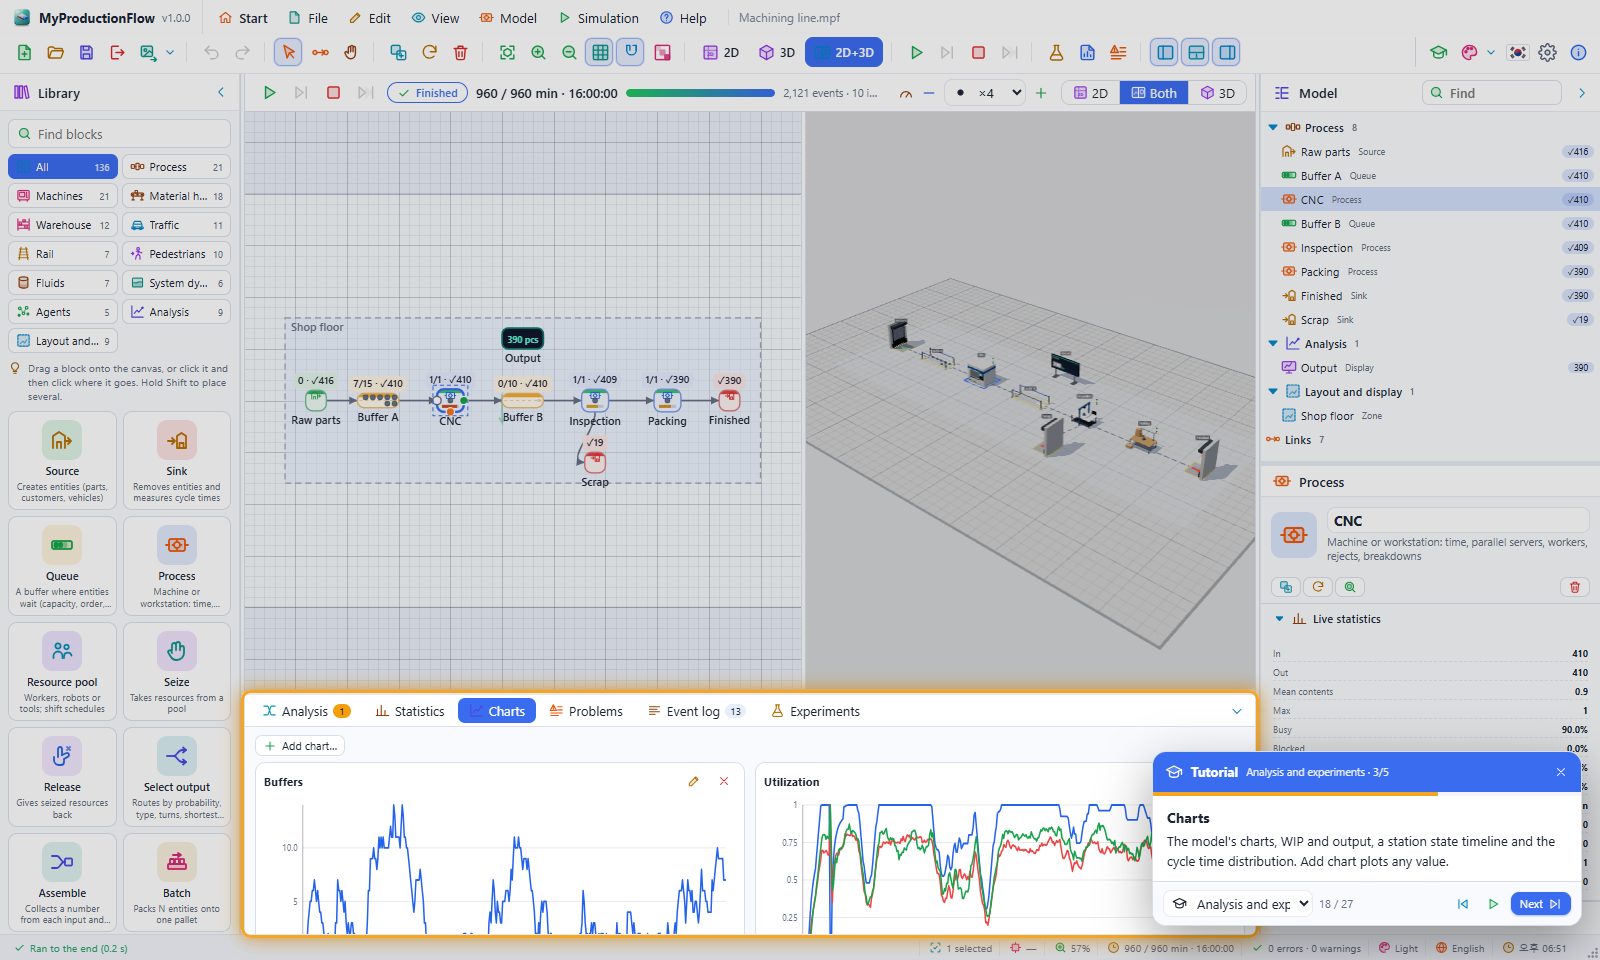 MyProductionFlow v1.0.0
Start File Edit View Model Simulation Help
Machining line.mpf
2D 3D 2D+3D
Library
Find blocks
All 136
Process 21
Machines 21
Material h... 18
Warehouse 12
Traffic 11
Rail 7
Pedestrians 10
Fluids 7
System dy... 6
Agents 5
Analysis 9
Layout and... 9
Drag a block onto the canvas, or click it and
then click where it goes. Hold Shift to place
several.
Source
Creates entities (parts,
customers, vehicles)
Sink
Removes entities and
measures cycle times
Queue
A buffer where entities
wait (capacity, order,...
Process
Machine or
workstation: time,...
Resource pool
Workers, robots or
tools; shift schedules
Seize
Takes resources from a
pool
Release
Gives seized resources
back
Select output
Routes by probability,
type, turns, shortest...
Assemble
Collects a number
from each input and...
Batch
Packs N entities onto
one pallet
Finished
960 / 960 min · 16:00:00
2,121 events · 10 i...
×4
2D Both 3D
Shop floor
390 pcs
Output
0 · ✓416
Raw parts
7/15 · ✓410
Buffer A
1/1 · ✓410
CNC
0/10 · ✓410
Buffer B
1/1 · ✓409
Inspection
1/1 · ✓390
Packing
✓390
Finished
✓19
Scrap
Analysis 1
Statistics
Charts
Problems
Event log 13
Experiments
Add chart...
Buffers
10.0
5
Utilization
1
0.75
0.5
0.25
Model
Find
Process 8
Raw parts Source ✓416
Buffer A Queue ✓410
CNC Process ✓410
Buffer B Queue ✓410
Inspection Process ✓409
Packing Process ✓390
Finished Sink ✓390
Scrap Sink ✓19
Analysis 1
Output Display 390
Layout and display 1
Shop floor Zone
Links 7
Process
CNC
Machine or workstation: time, parallel servers, workers,
rejects, breakdowns
Live statistics
In 410
Out 410
Mean contents 0.9
Max 1
Busy 90.0%
Blocked 0.0%
Tutorial Analysis and experiments · 3/5
Charts
The model's charts, WIP and output, a station state timeline and the
cycle time distribution. Add chart plots any value.
Analysis and exp
18 / 27
Next
Ran to the end (0.2 s)
1 selected
—
57%
960 / 960 min · 16:00:00
0 errors · 0 warnings
Light
English
오후 06:51